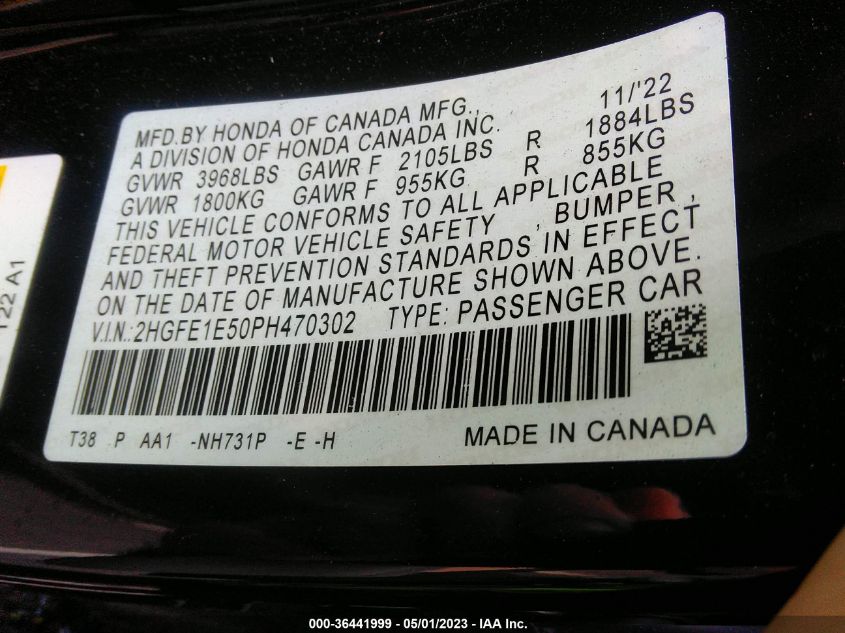 MFD.BY HONDA OF CANADA MFG., 11/'22
A DIVISION OF HONDA CANADA INC.
GVWR 3968LBS GAWR F 2105LBS R 1884LBS
GVWR 1800KG GAWR F 955KG R 855KG
THIS VEHICLE CONFORMS TO ALL APPLICABLE
FEDERAL MOTOR VEHICLE SAFETY , BUMPER ,
AND THEFT PREVENTION STANDARDS IN EFFECT
ON THE DATE OF MANUFACTURE SHOWN ABOVE.
V.I.N.:2HGFE1E50PH470302 TYPE: PASSENGER CAR
T38 P AA1 -NH731P -E -H MADE IN CANADA
T22 A1
000-36441999 — 05/01/2023 — IAA Inc.